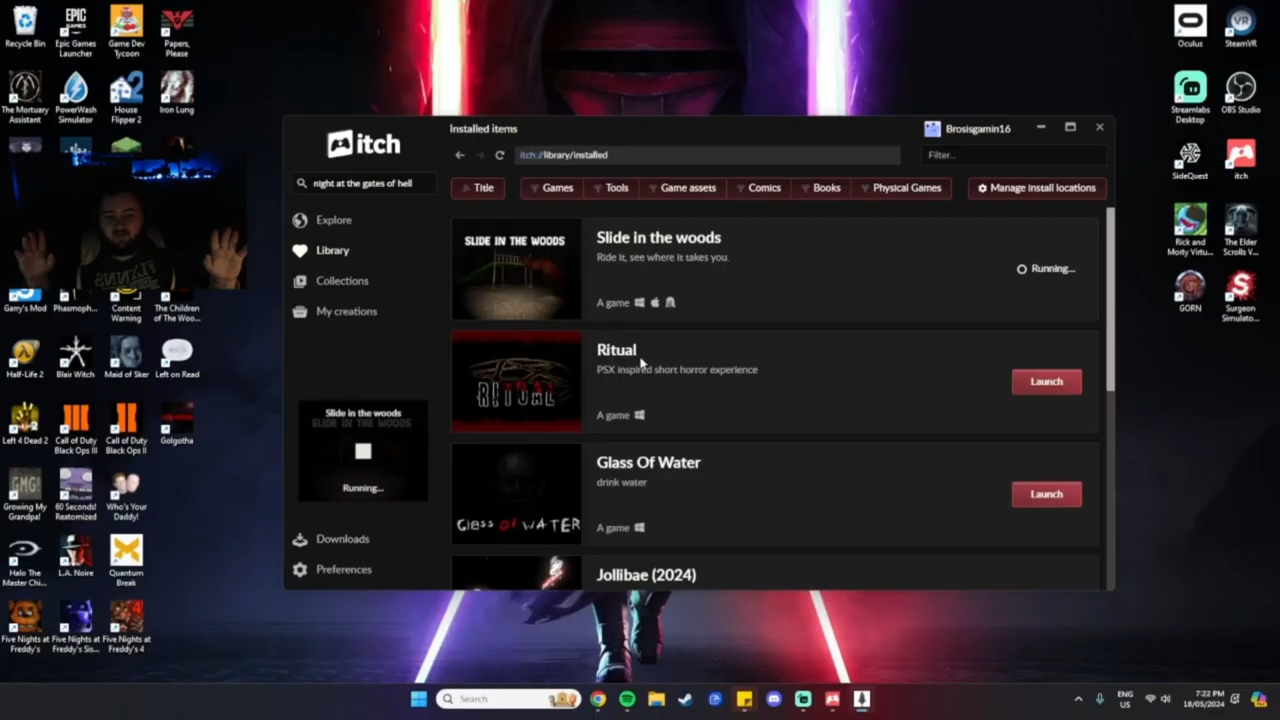 Recycle Bin
Epic Games
Launcher
Game Dev
Tycoon
Papers,
Please
The Mortuary
Assistant
PowerWash
Simulator
House
Flipper 2
Iron Lung
Garry's Mod
Phasmoph...
Content
Warning
The Children
of The Woo...
Half-Life 2
Blair Witch
Maid of Sker
Left on Read
Left 4 Dead 2
Call of Duty
Black Ops III
Call of Duty
Black Ops II
Golgotha
GMG!
Growing My
Grandpa!
60 Seconds!
Reatomized
Who's Your
Daddy!
Halo The
Master Chi...
L.A. Noire
Quantum
Break
Five Nights at
Freddy's
Five Nights at
Freddy's Sis...
Five Nights at
Freddy's 4
itch
night at the gates of hell
Explore
Library
Collections
My creations
Slide in the woods
SLIDE IN THE WOODS
Running...
Downloads
Preferences
Installed items
Brosisgamin16
itch://library/installed
Filter...
Title
Games
Tools
Game assets
Comics
Books
Physical Games
Manage install locations
SLIDE IN THE WOODS
Slide in the woods
Ride it, see where it takes you.
A game
Running...
RITUAL
Ritual
PSX inspired short horror experience
A game
Launch
Glass OF WATER
Glass Of Water
drink water
A game
Launch
Jollibae (2024)
Oculus
VR
SteamVR
Streamlabs
Desktop
OBS Studio
SideQuest
itch
Rick and
Morty Virtu...
The Elder
Scrolls V...
GORN
Surgeon
Simulato...
FLYNNS
Search
ENG
US
7:22 PM
18/05/2024